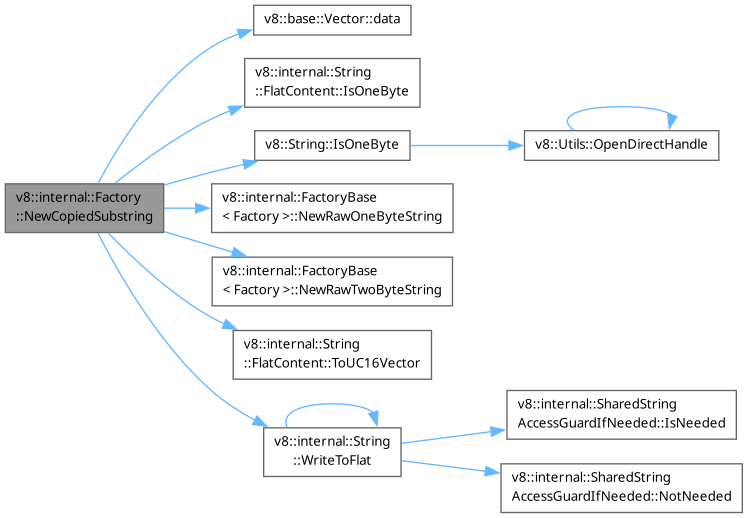 v8::base::Vector::data
v8::internal::String
::FlatContent::IsOneByte
v8::String::IsOneByte
v8::Utils::OpenDirectHandle
v8::internal::Factory
::NewCopiedSubstring
v8::internal::FactoryBase
< Factory >::NewRawOneByteString
v8::internal::FactoryBase
< Factory >::NewRawTwoByteString
v8::internal::String
::FlatContent::ToUC16Vector
v8::internal::String
::WriteToFlat
v8::internal::SharedString
AccessGuardIfNeeded::IsNeeded
v8::internal::SharedString
AccessGuardIfNeeded::NotNeeded